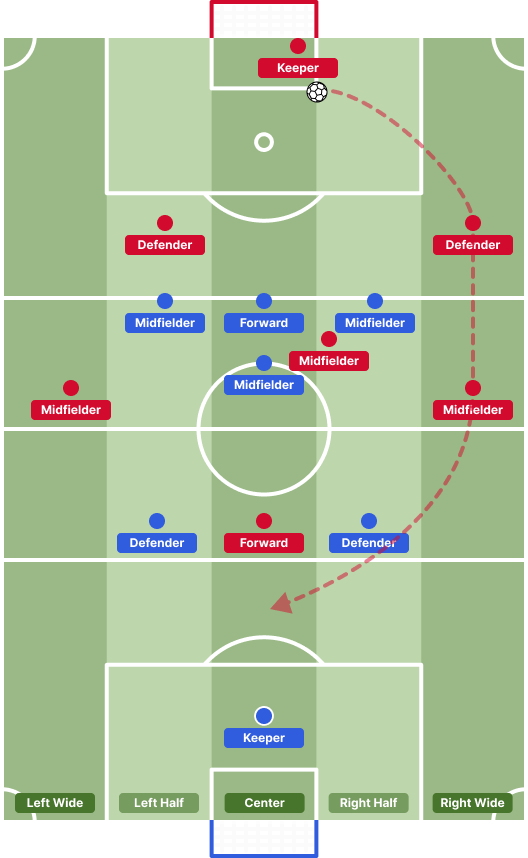 Keeper
Defender
Defender
Midfielder
Forward
Midfielder
Midfielder
Midfielder
Midfielder
Midfielder
Defender
Forward
Defender
Keeper
Left Wide
Left Half
Center
Right Half
Right Wide